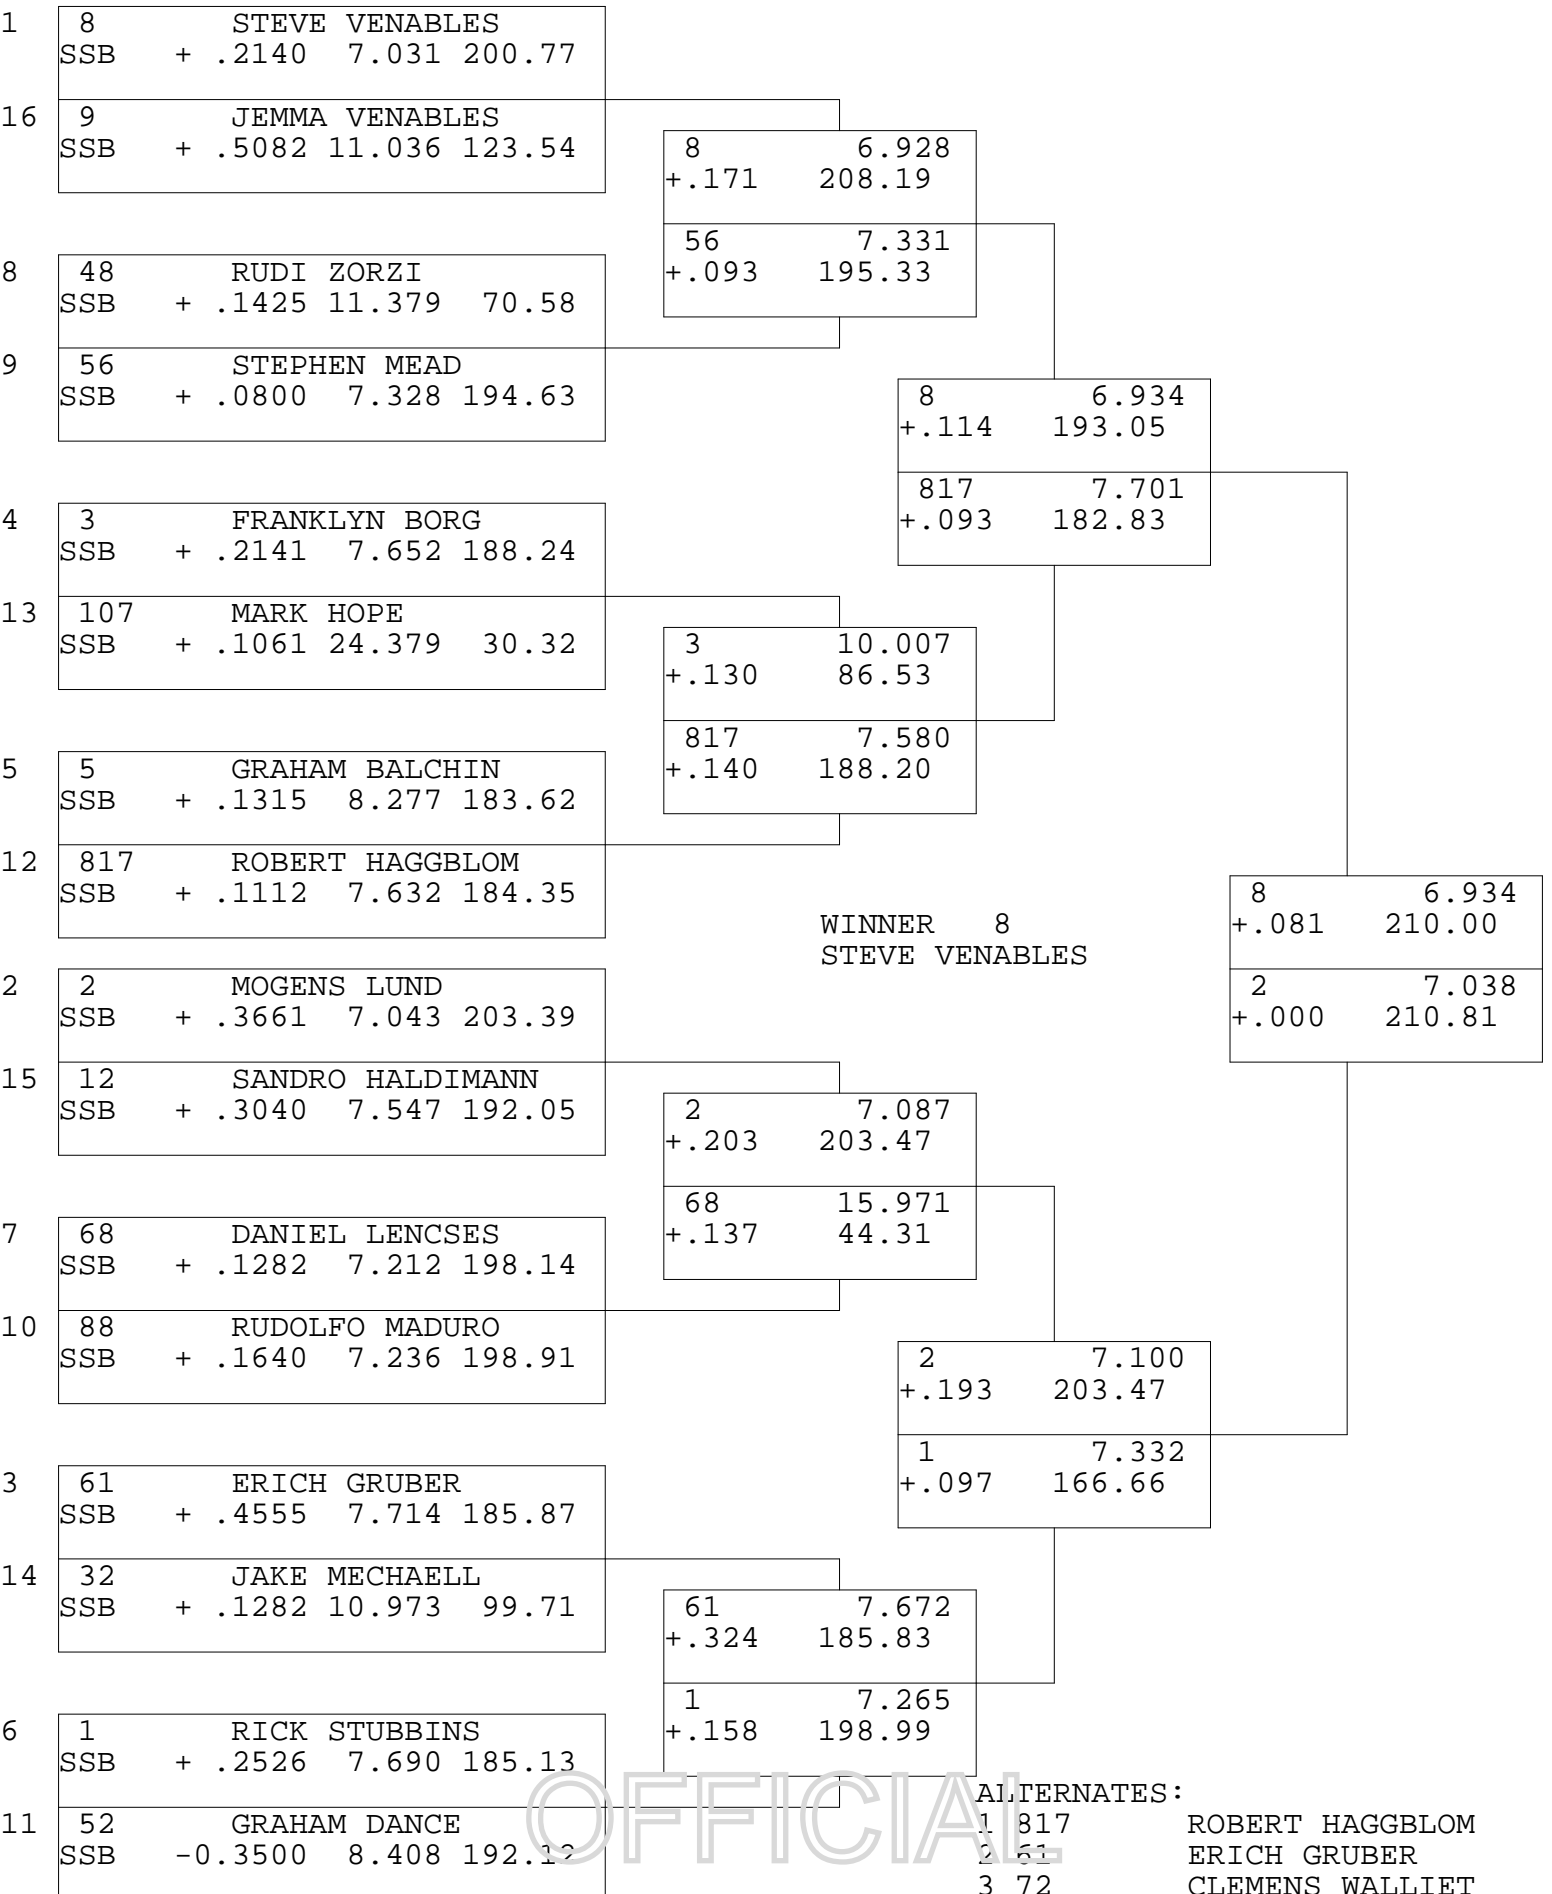 1 8 STEVE VENABLES
SSB + .2140 7.031 200.77
16 9 JEMMA VENABLES
SSB + .5082 11.036 123.54
8 6.928
+.171 208.19
56 7.331
+.093 195.33
8 48 RUDI ZORZI
SSB + .1425 11.379 70.58
9 56 STEPHEN MEAD
SSB + .0800 7.328 194.63
8 6.934
+.114 193.05
817 7.701
+.093 182.83
4 3 FRANKLYN BORG
SSB + .2141 7.652 188.24
13 107 MARK HOPE
SSB + .1061 24.379 30.32
3 10.007
+.130 86.53
817 7.580
+.140 188.20
5 5 GRAHAM BALCHIN
SSB + .1315 8.277 183.62
12 817 ROBERT HAGGBLOM
SSB + .1112 7.632 184.35
WINNER 8
STEVE VENABLES
8 6.934
+.081 210.00
2 7.038
+.000 210.81
2 2 MOGENS LUND
SSB + .3661 7.043 203.39
15 12 SANDRO HALDIMANN
SSB + .3040 7.547 192.05
2 7.087
+.203 203.47
68 15.971
+.137 44.31
7 68 DANIEL LENCSES
SSB + .1282 7.212 198.14
10 88 RUDOLFO MADURO
SSB + .1640 7.236 198.91
2 7.100
+.193 203.47
1 7.332
+.097 166.66
3 61 ERICH GRUBER
SSB + .4555 7.714 185.87
14 32 JAKE MECHAELL
SSB + .1282 10.973 99.71
61 7.672
+.324 185.83
1 7.265
+.158 198.99
6 1 RICK STUBBINS
SSB + .2526 7.690 185.13
11 52 GRAHAM DANCE
SSB -0.3500 8.408 192.12
OFFICIAL
ALTERNATES:
1 817 ROBERT HAGGBLOM
2 61 ERICH GRUBER
3 72 CLEMENS WALLIET